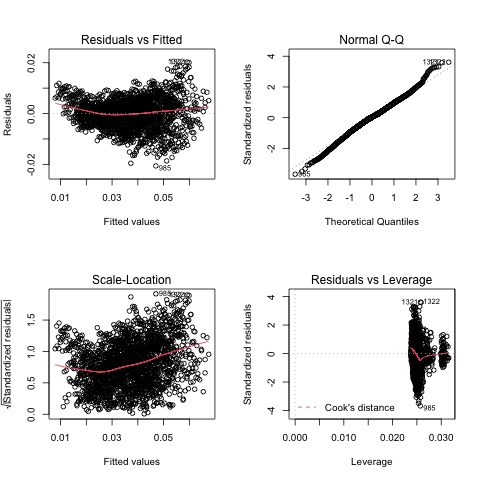 Residuals vs Fitted
Residuals
-0.02 0.00 0.02
985
0.01 0.03 0.05
Fitted values
Normal Q-Q
Standardized residuals
-2 0 2 4
-3 -2 -1 0 1 2 3
Theoretical Quantiles
Scale-Location
√|Standardized residuals|
0.0 0.5 1.0 1.5
985
0.01 0.03 0.05
Fitted values
Residuals vs Leverage
Standardized residuals
-4 -2 0 2 4
1321 1322
985
Cook's distance
0.000 0.010 0.020 0.030
Leverage